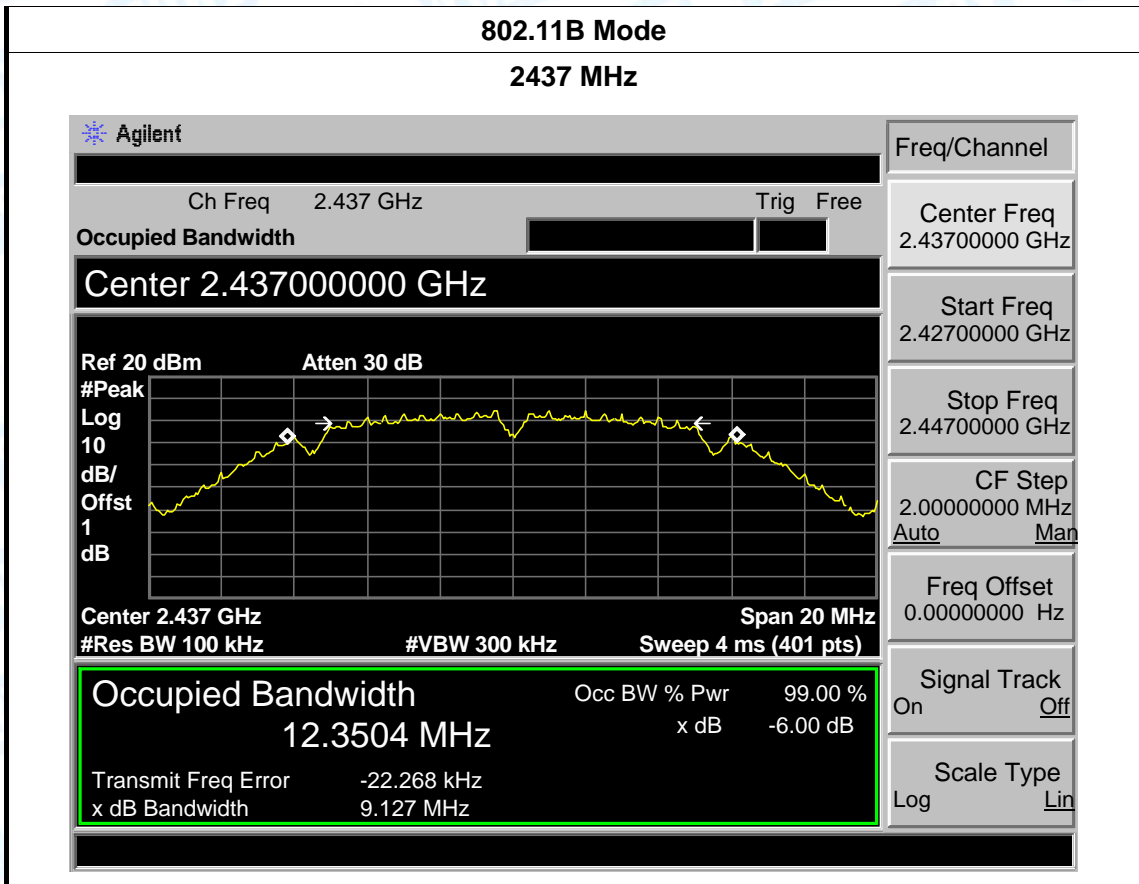 802.11B Mode
2437 MHz
Agilent
Freq/Channel
Ch Freq 2.437 GHz Trig Free
Occupied Bandwidth
Center 2.437000000 GHz
Ref 20 dBm Atten 30 dB
#Peak
Log
10
dB/
Offst
1
dB
Center 2.437 GHz Span 20 MHz
#Res BW 100 kHz #VBW 300 kHz Sweep 4 ms (401 pts)
Occupied Bandwidth Occ BW % Pwr 99.00 %
12.3504 MHz x dB -6.00 dB
Transmit Freq Error -22.268 kHz
x dB Bandwidth 9.127 MHz
Center Freq
2.43700000 GHz
Start Freq
2.42700000 GHz
Stop Freq
2.44700000 GHz
CF Step
2.00000000 MHz
Auto Man
Freq Offset
0.00000000 Hz
Signal Track
On Off
Scale Type
Log Lin